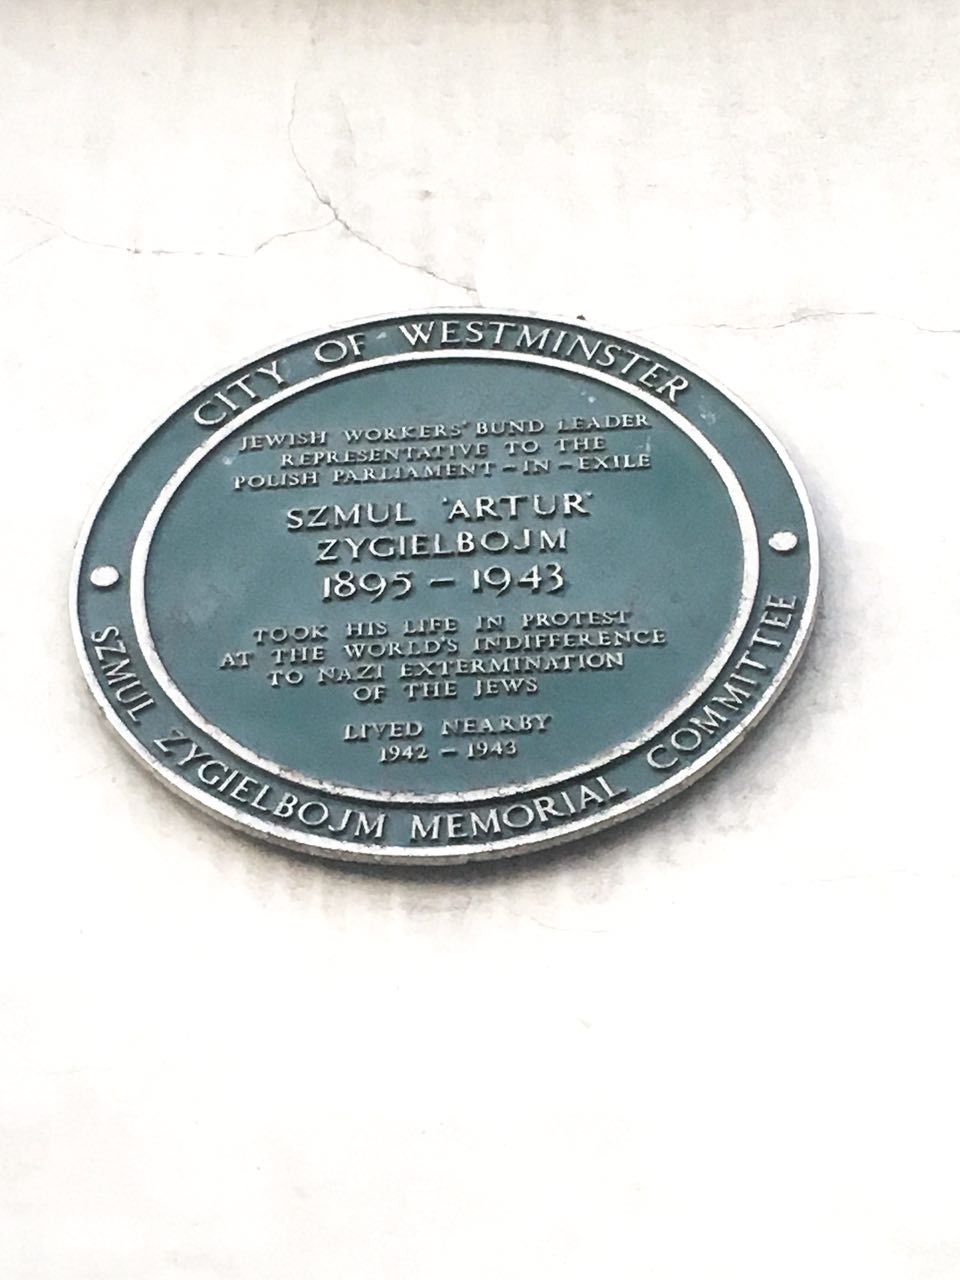 CITY OF WESTMINSTER
JEWISH WORKERS' BUND LEADER
REPRESENTATIVE TO THE
POLISH PARLIAMENT-IN-EXILE
SZMUL 'ARTUR'
ZYGIELBOJM
1895 - 1943
TOOK HIS LIFE IN PROTEST
AT THE WORLD'S INDIFFERENCE
TO NAZI EXTERMINATION
OF THE JEWS
LIVED NEARBY
1942 - 1943
SZMUL ZYGIELBOJM MEMORIAL COMMITTEE